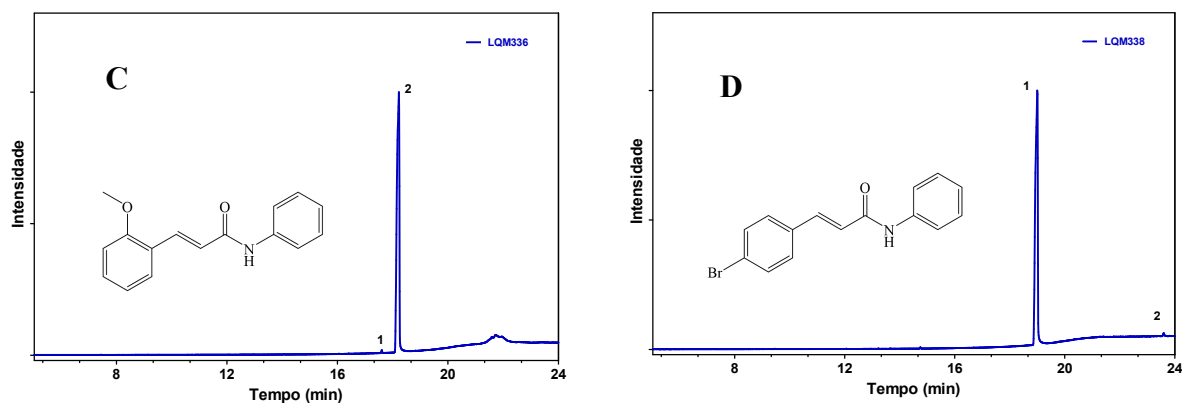 LQM336
C
2
O
O
N
H
1
8
12
16
20
24
Intensidade
Tempo (min)
LQM338
D
1
O
N
H
Br
2
8
12
16
20
24
Intensidade
Tempo (min)